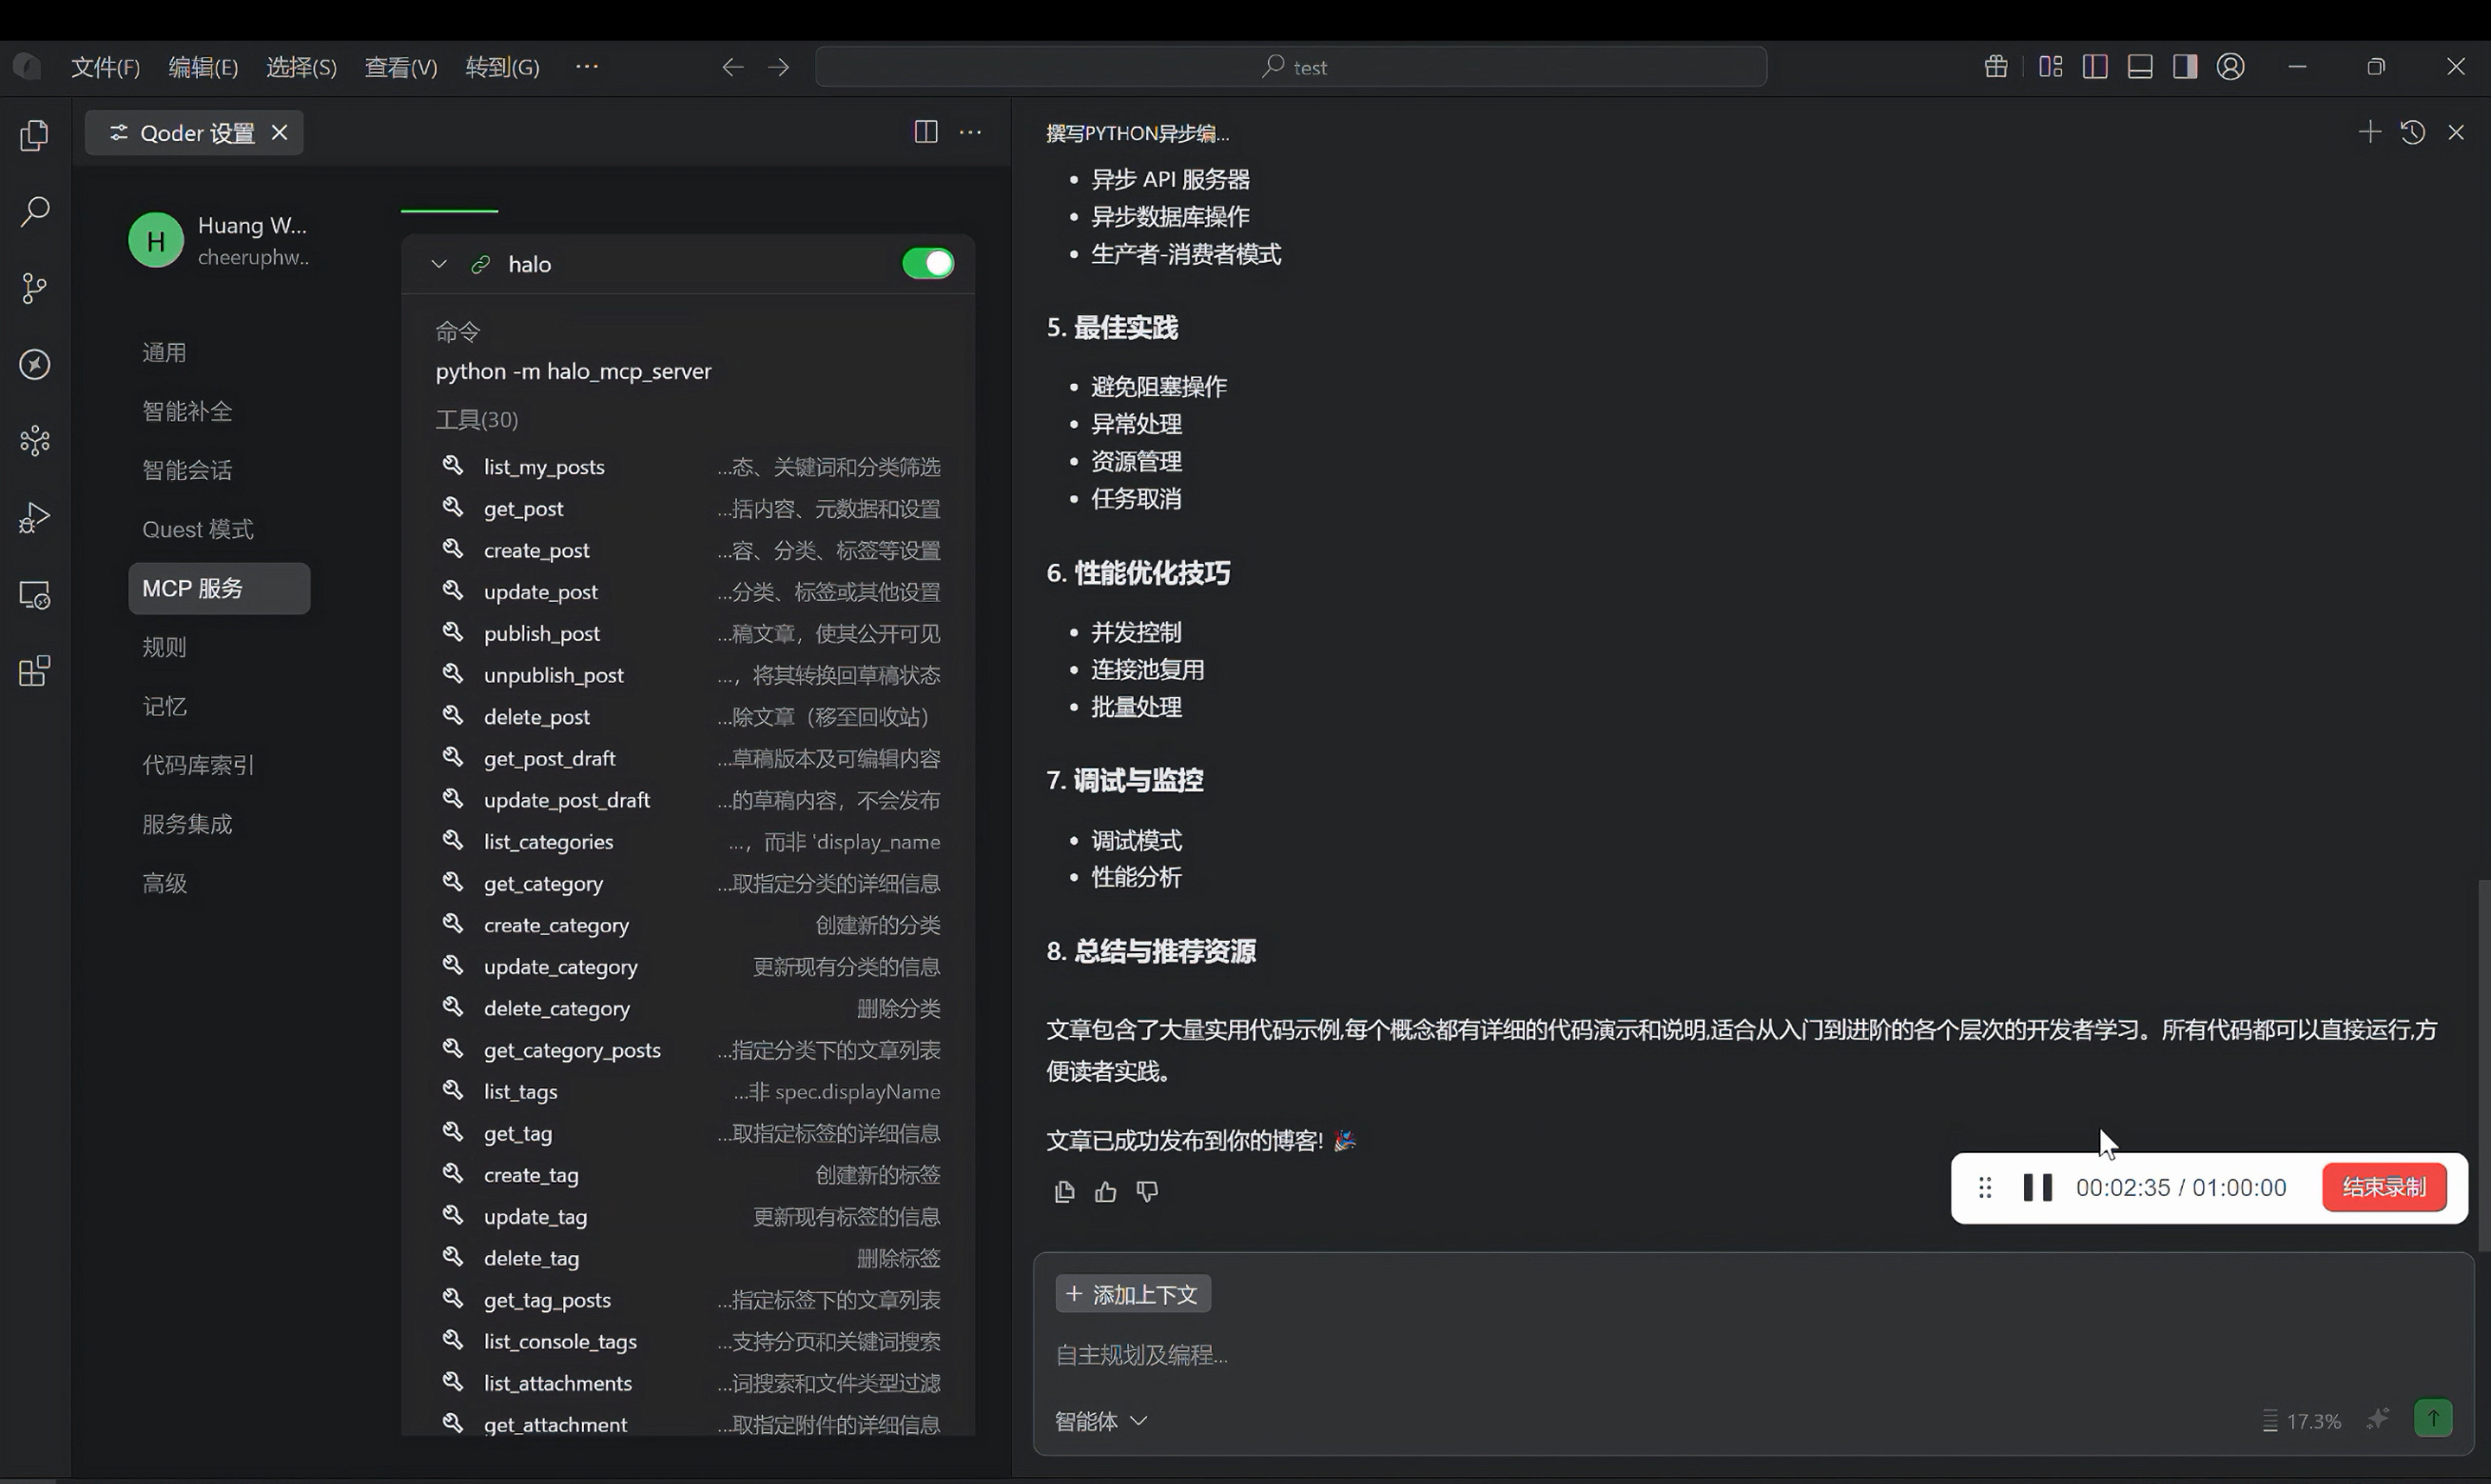 文件(F) 编辑(E) 选择(S) 查看(V) 转到(G) ···
test
Qoder 设置
H
Huang W...
cheeruphw..
通用
智能补全
智能会话
Quest 模式
MCP 服务
规则
记忆
代码库索引
服务集成
高级
halo
命令
python -m halo_mcp_server
工具(30)
list_my_posts ...态、关键词和分类筛选
get_post ...括内容、元数据和设置
create_post ...容、分类、标签等设置
update_post ...分类、标签或其他设置
publish_post ...稿文章，使其公开可见
unpublish_post ...，将其转换回草稿状态
delete_post ...除文章（移至回收站）
get_post_draft ...草稿版本及可编辑内容
update_post_draft ...的草稿内容，不会发布
list_categories ...，而非 'display_name
get_category ...取指定分类的详细信息
create_category 创建新的分类
update_category 更新现有分类的信息
delete_category 删除分类
get_category_posts ...指定分类下的文章列表
list_tags ...非 spec.displayName
get_tag ...取指定标签的详细信息
create_tag 创建新的标签
update_tag 更新现有标签的信息
delete_tag 删除标签
get_tag_posts ...指定标签下的文章列表
list_console_tags ...支持分页和关键词搜索
list_attachments ...词搜索和文件类型过滤
get_attachment ...取指定附件的详细信息
撰写PYTHON异步编...
• 异步 API 服务器
• 异步数据库操作
• 生产者-消费者模式
5. 最佳实践
• 避免阻塞操作
• 异常处理
• 资源管理
• 任务取消
6. 性能优化技巧
• 并发控制
• 连接池复用
• 批量处理
7. 调试与监控
• 调试模式
• 性能分析
8. 总结与推荐资源
文章包含了大量实用代码示例,每个概念都有详细的代码演示和说明,适合从入门到进阶的各个层次的开发者学习。所有代码都可以直接运行,方
便读者实践。
文章已成功发布到你的博客! 🎉
00:02:35 / 01:00:00 结束录制
+ 添加上下文
自主规划及编程...
智能体
17.3%